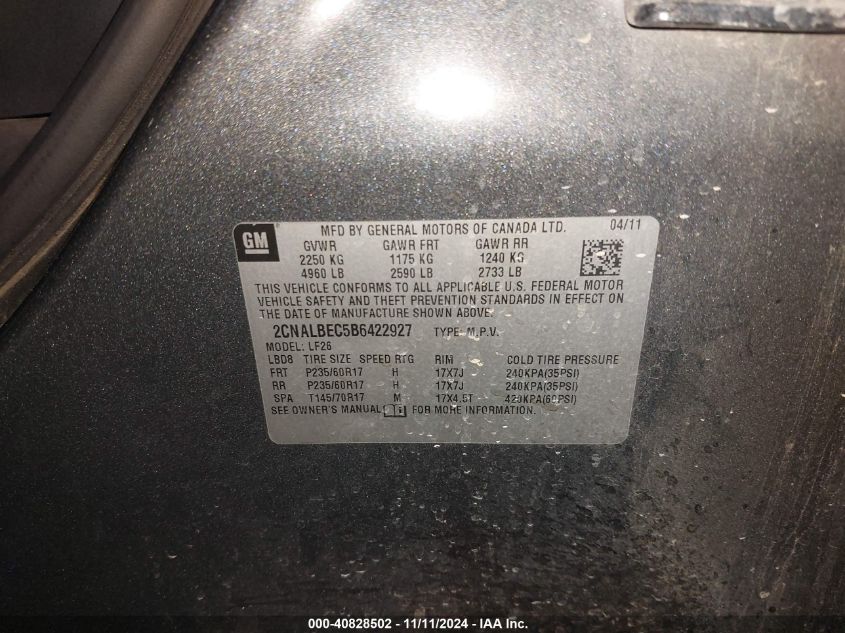 GM
MFD BY GENERAL MOTORS OF CANADA LTD. 04/11
GVWR GAWR FRT GAWR RR
2250 KG 1175 KG 1240 KG
4960 LB 2590 LB 2733 LB
THIS VEHICLE CONFORMS TO ALL APPLICABLE U.S. FEDERAL MOTOR
VEHICLE SAFETY AND THEFT PREVENTION STANDARDS IN EFFECT ON
THE DATE OF MANUFACTURE SHOWN ABOVE.
2CNALBEC5B6422927 TYPE: M.P.V.
MODEL: LF26
LBD8 TIRE SIZE SPEED RTG RIM COLD TIRE PRESSURE
FRT P235/60R17 H 17X7J 240KPA(35PSI)
RR P235/60R17 H 17X7J 240KPA(35PSI)
SPA T145/70R17 M 17X4.5T 420KPA(60PSI)
SEE OWNER'S MANUAL FOR MORE INFORMATION.
000-40828502 - 11/11/2024 - IAA Inc.